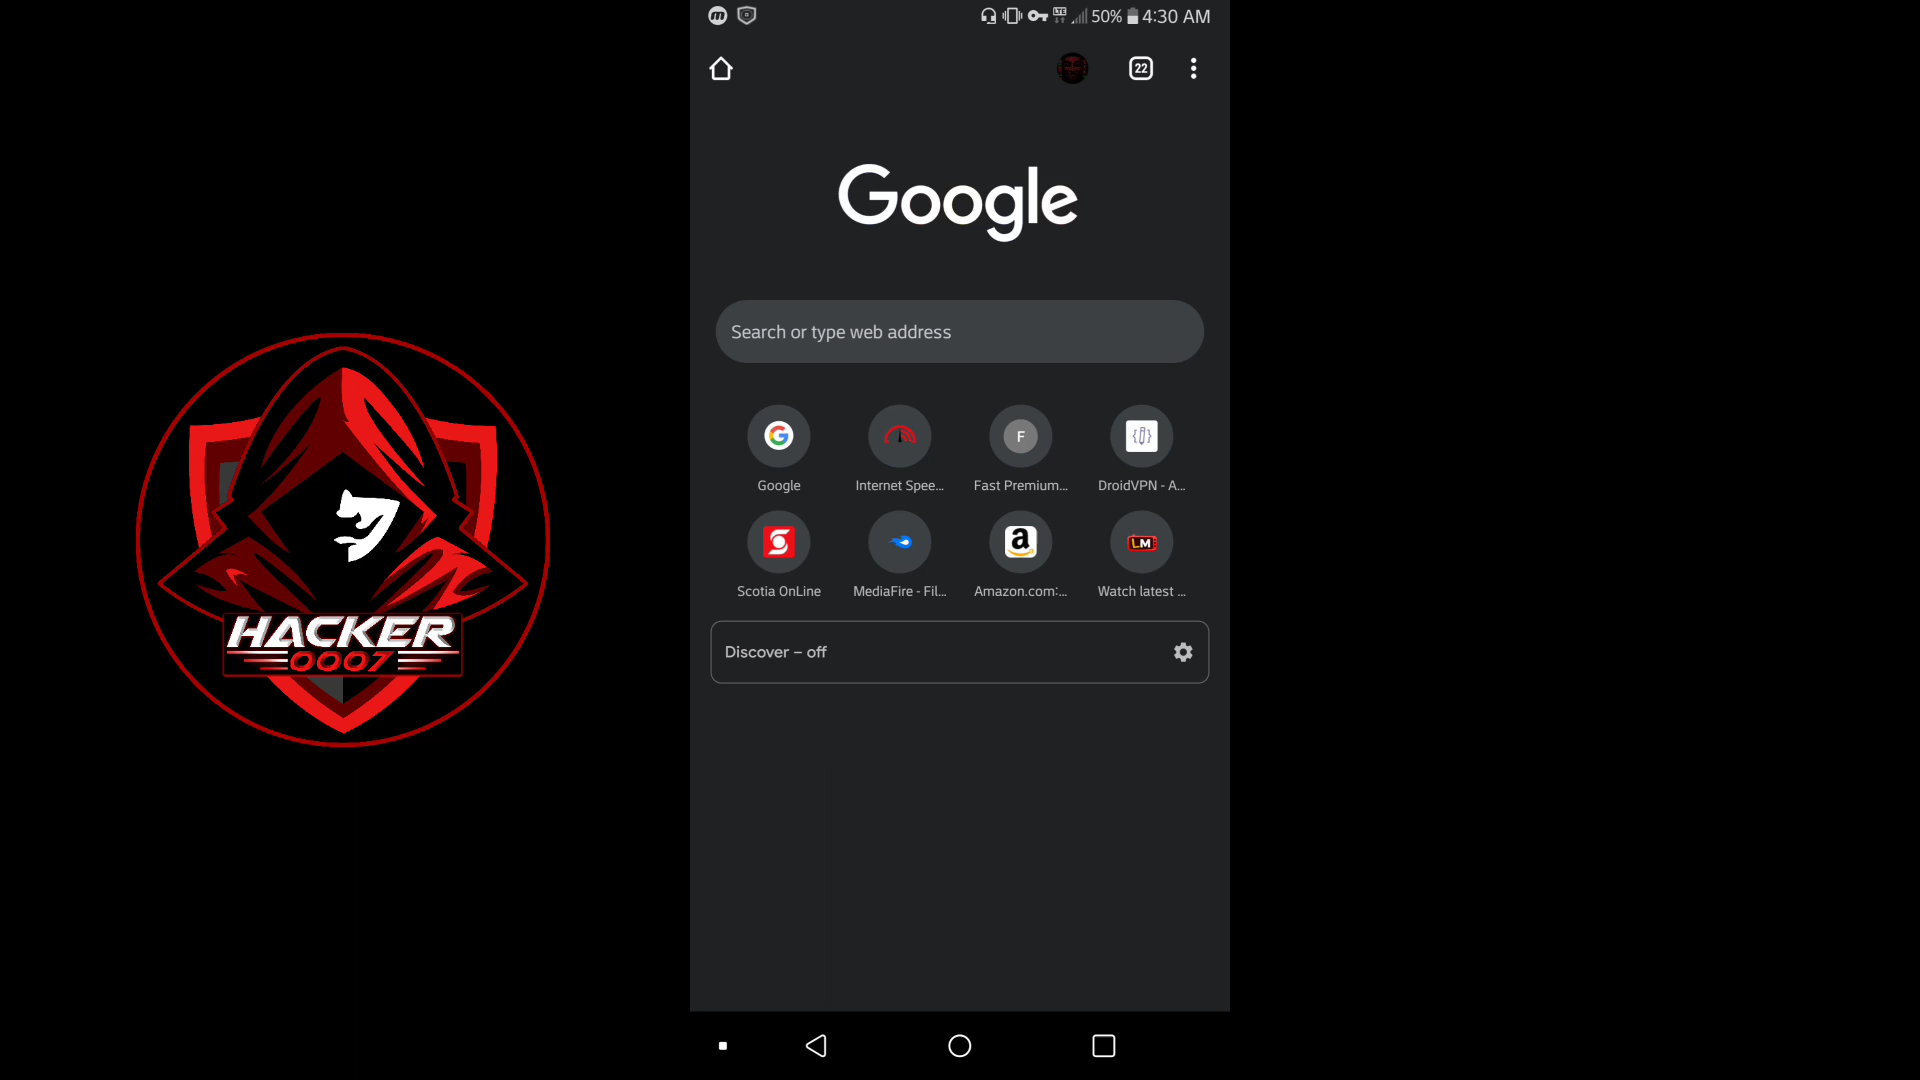 LTE 50% 4:30 AM
22
Google
Search or type web address
F
Google
Internet Spee...
Fast Premium...
DroidVPN - A...
a
LM
Scotia OnLine
MediaFire - Fil...
Amazon.com:...
Watch latest ...
Discover – off
HACKER
0007